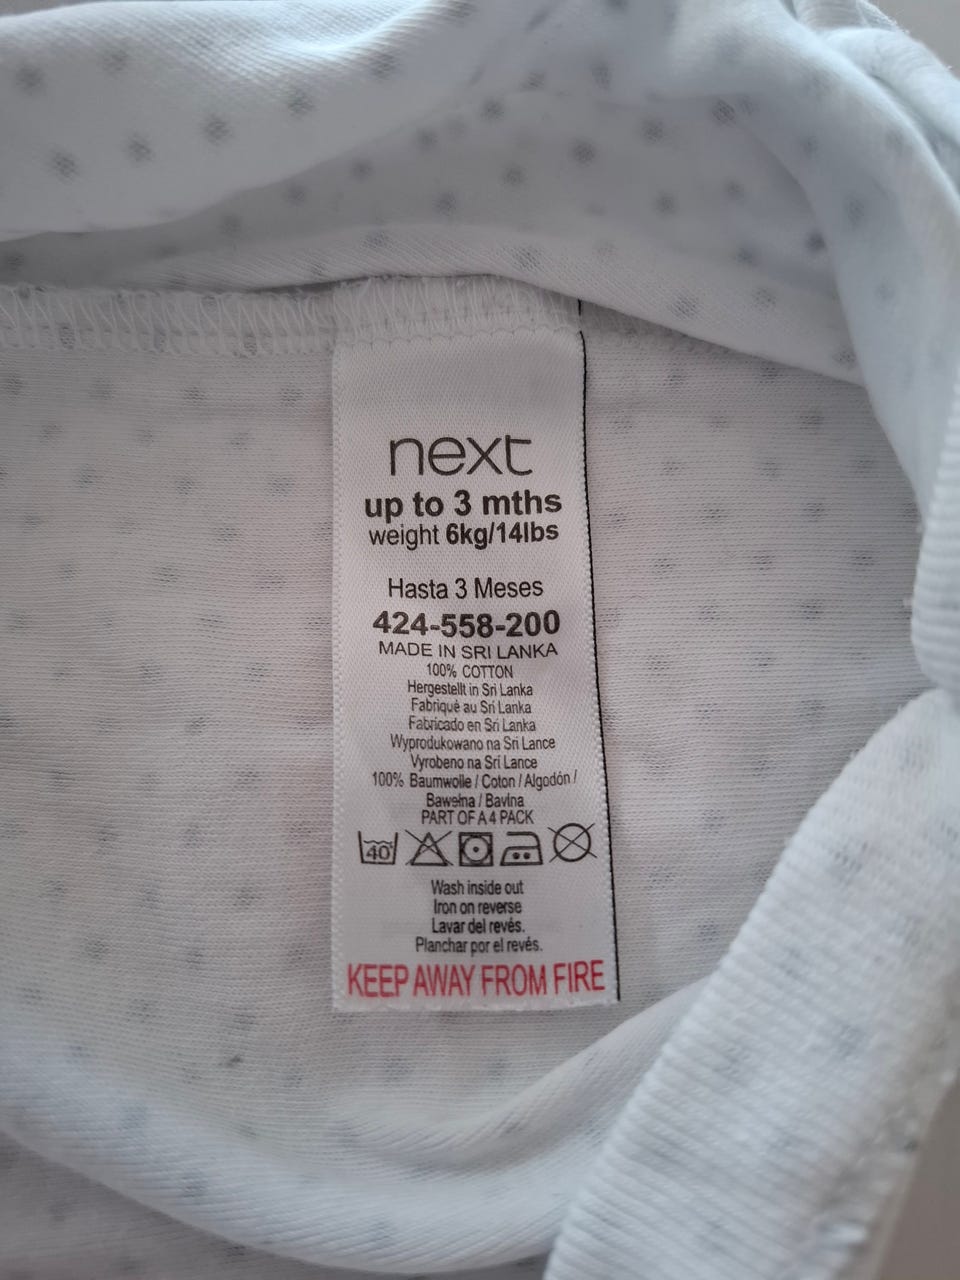 next
up to 3 mths
weight 6kg/14lbs
Hasta 3 Meses
424-558-200
MADE IN SRI LANKA
100% COTTON
Hergestellt in Sri Lanka
Fabriqué au Sri Lanka
Fabricado en Sri Lanka
Wyprodukowano na Sri Lance
Vyrobeno na Sri Lance
100% Baumwolle / Coton / Algodón /
Bawełna / Bavlna
PART OF A 4 PACK
40
Wash inside out
Iron on reverse
Lavar del revés.
Planchar por el revés.
KEEP AWAY FROM FIRE